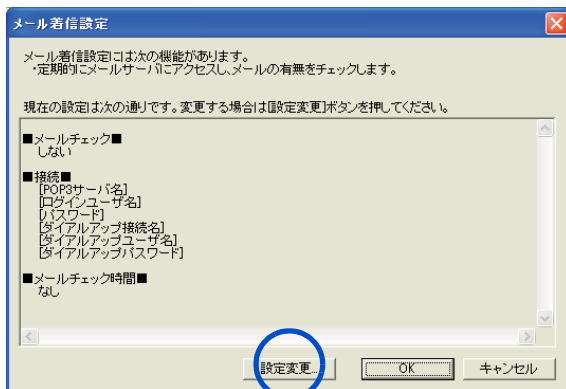 メール着信設定
メール着信設定には次の機能があります。
・定期的にメールサーバにアクセスし、メールの有無をチェックします。
現在の設定は次の通りです。変更する場合は[設定変更]ボタンを押してください。
■メールチェック■
しない
■接続■
[POP3サーバ名]
[ログインユーザ名]
[パスワード]
[ダイアルアップ接続名]
[ダイアルアップユーザ名]
[ダイアルアップパスワード]
■メールチェック時間■
なし
設定変更...
OK
キャンセル